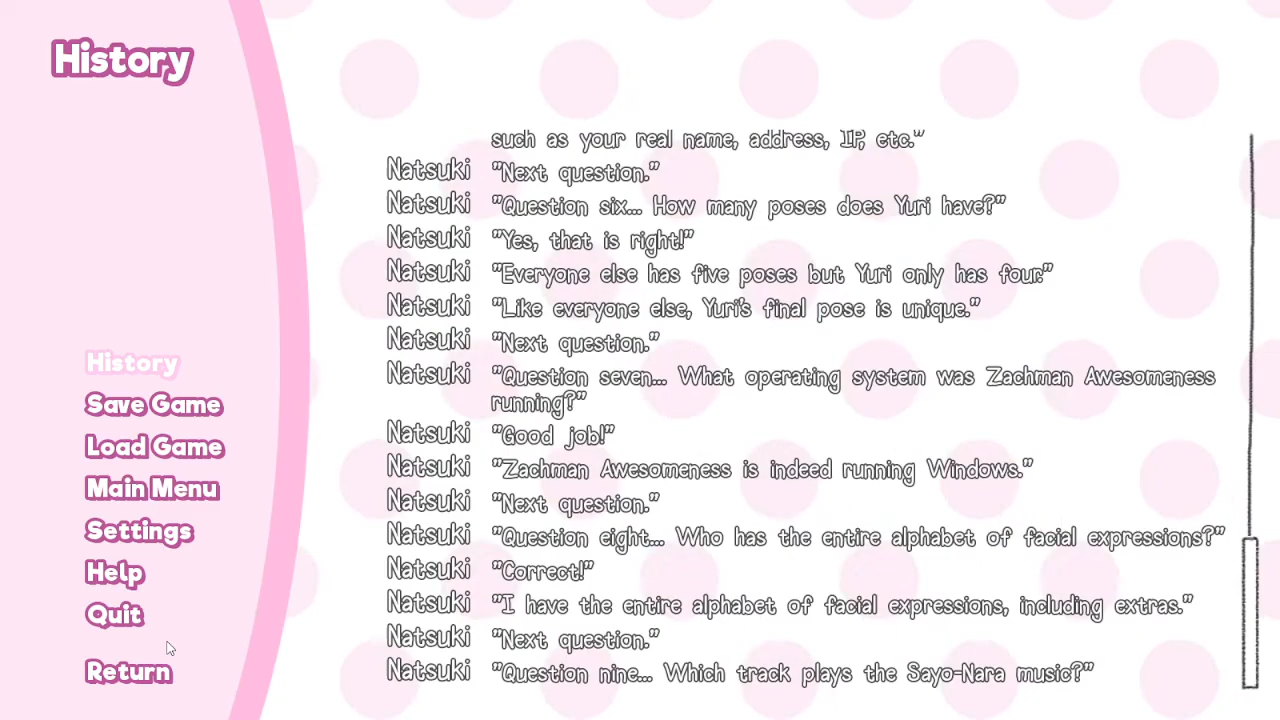 History
such as your real name, address, IP, etc."
Natsuki "Next question."
Natsuki "Question six... How many poses does Yuri have?"
Natsuki "Yes, that is right!"
Natsuki "Everyone else has five poses but Yuri only has four."
Natsuki "Like everyone else, Yuri's final pose is unique."
Natsuki "Next question."
Natsuki "Question seven... What operating system was Zachman Awesomeness
running?"
Natsuki "Good job!"
Natsuki "Zachman Awesomeness is indeed running Windows."
Natsuki "Next question."
Natsuki "Question eight... Who has the entire alphabet of facial expressions?"
Natsuki "Correct!"
Natsuki "I have the entire alphabet of facial expressions, including extras."
Natsuki "Next question."
Natsuki "Question nine... Which track plays the Sayo-Nara music?"
History
Save Game
Load Game
Main Menu
Settings
Help
Quit
Return